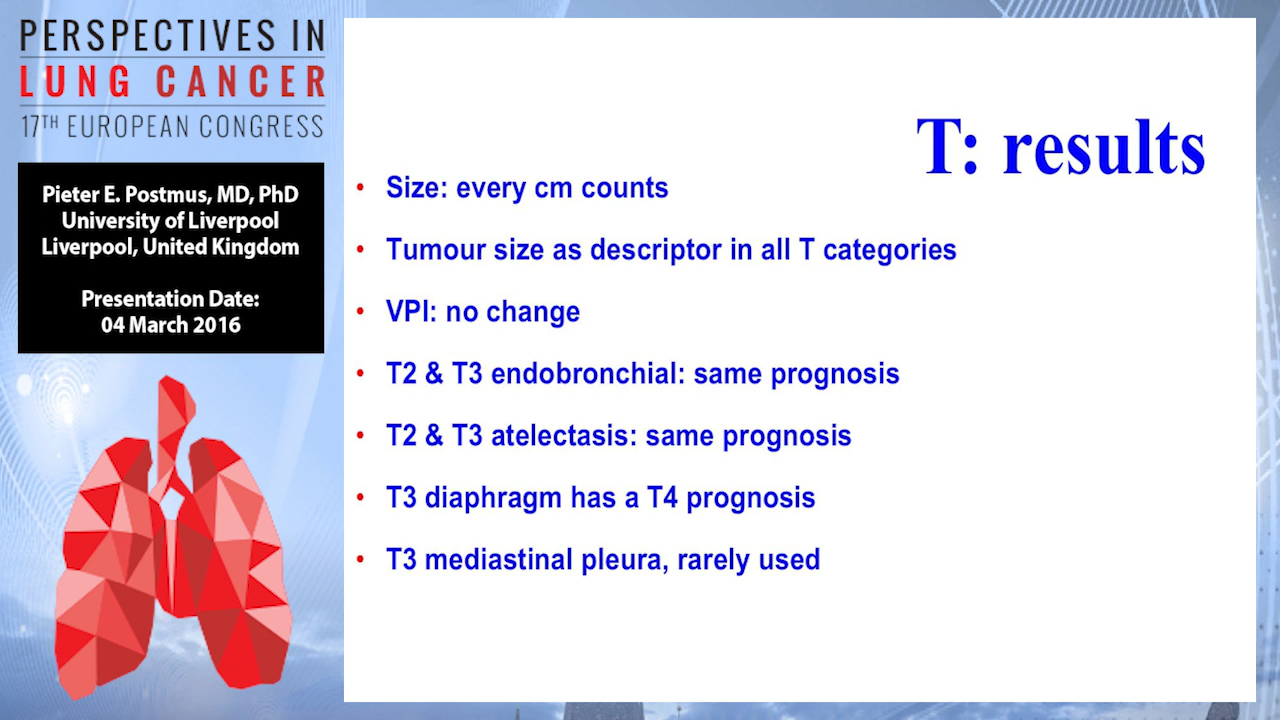 PERSPECTIVES IN
LUNG CANCER
17TH EUROPEAN CONGRESS
Pieter E. Postmus, MD, PhD
University of Liverpool
Liverpool, United Kingdom
Presentation Date:
04 March 2016
T: results
• Size: every cm counts
• Tumour size as descriptor in all T categories
• VPI: no change
• T2 & T3 endobronchial: same prognosis
• T2 & T3 atelectasis: same prognosis
• T3 diaphragm has a T4 prognosis
• T3 mediastinal pleura, rarely used